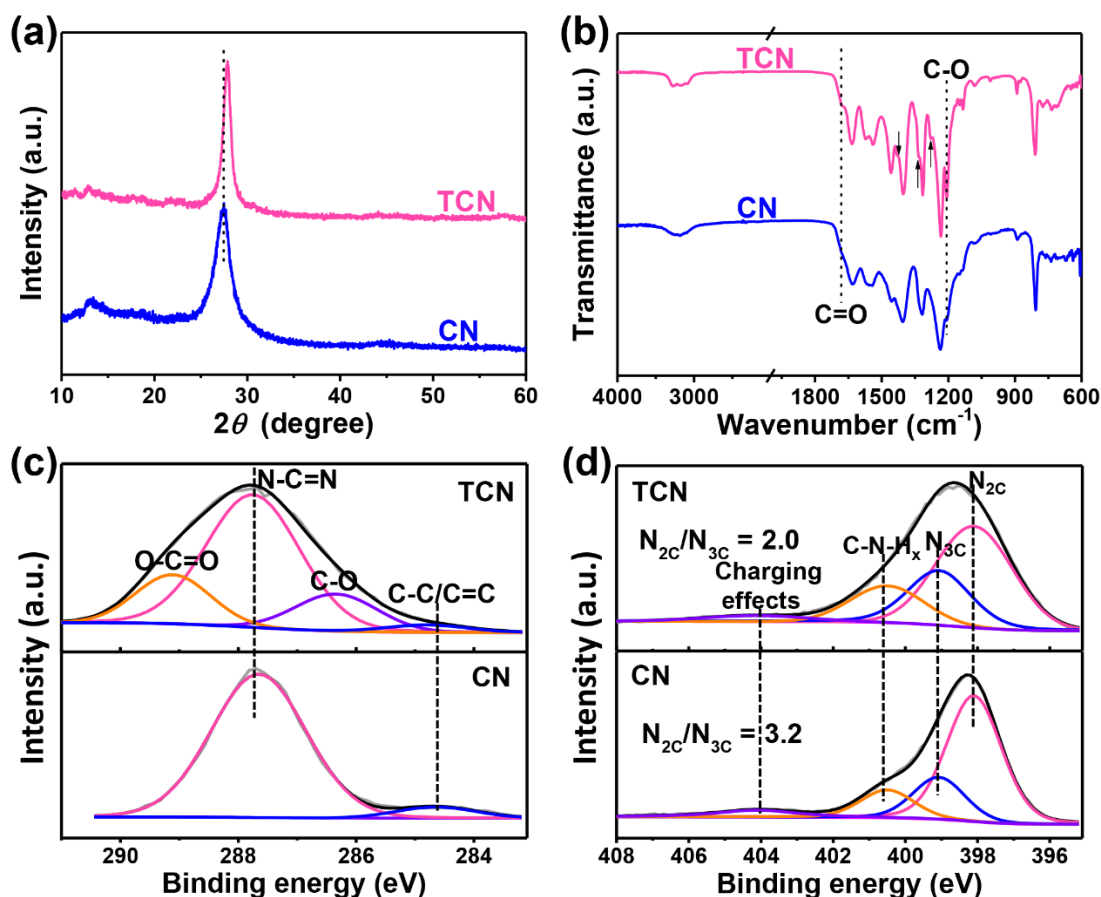 (a)
Intensity (a.u.)
TCN
CN
10 20 30 40 50 60
2θ (degree)
(b)
Transmittance (a.u.)
TCN
C-O
CN
C=O
4000 3000 1800 1500 1200 900 600
Wavenumber (cm⁻¹)
(c)
Intensity (a.u.)
N-C=N
TCN
O-C=O
C-O
C-C/C=C
CN
290 288 286 284
Binding energy (eV)
(d)
Intensity (a.u.)
TCN
N₂C
N₂C/N₃C = 2.0
C-N-Hₓ N₃C
Charging
effects
CN
N₂C/N₃C = 3.2
408 406 404 402 400 398 396
Binding energy (eV)